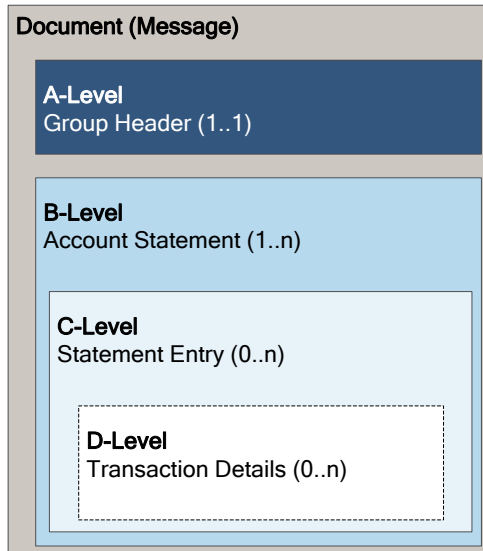 Document (Message)
A-Level
Group Header (1..1)
B-Level
Account Statement (1..n)
C-Level
Statement Entry (0..n)
D-Level
Transaction Details (0..n)